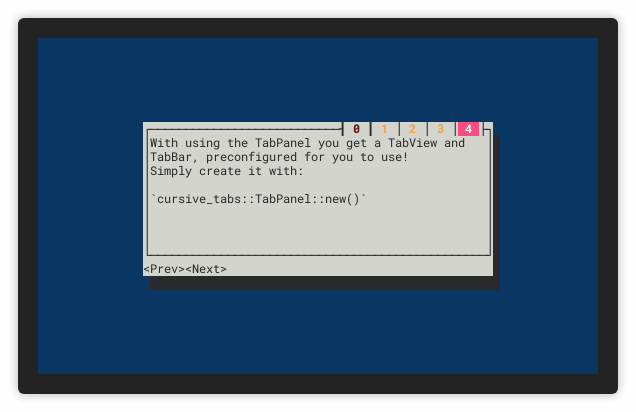 0 1 2 3 4
With using the TabPanel you get a TabView and
TabBar, preconfigured for you to use!
Simply create it with:
`cursive_tabs::TabPanel::new()`
<Prev><Next>